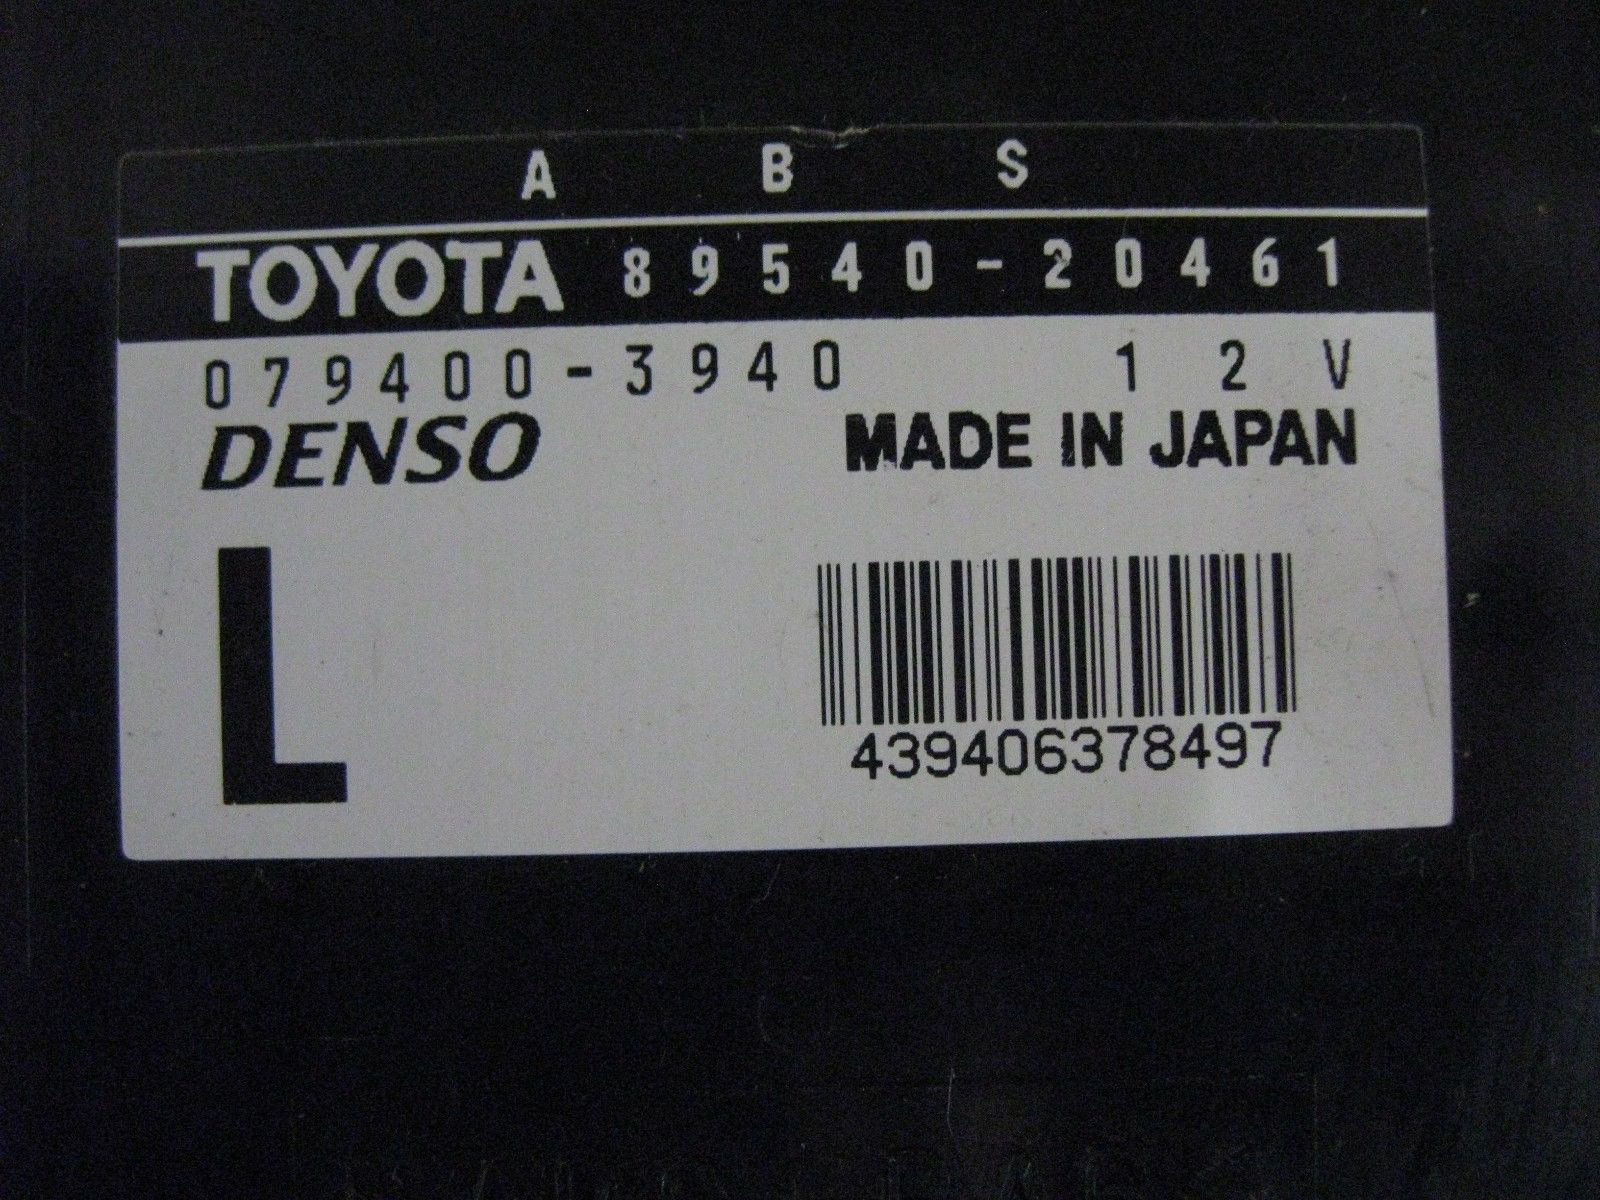 A B S
TOYOTA 89540-20461
079400-3940 12V
DENSO MADE IN JAPAN
L
439406378497